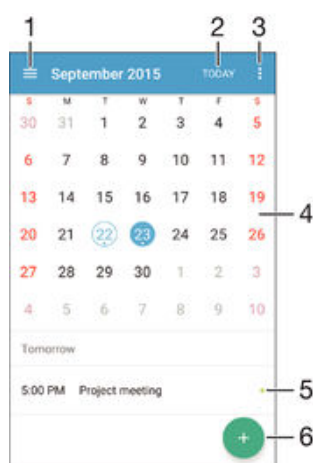 1 2 3
September 2015 TODAY
S M T W T F S
30 31 1 2 3 4 5
6 7 8 9 10 11 12
13 14 15 16 17 18 19
4
20 21 22 23 24 25 26
27 28 29 30 1 2 3
4 5 6 7 8 9 10
Tomorrow
5:00 PM Project meeting 5
+ 6